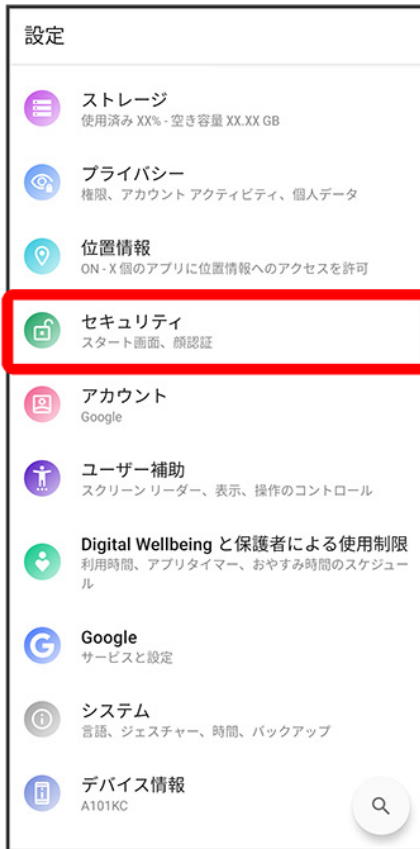 設定
ストレージ
使用済み XX% - 空き容量 XX.XX GB
プライバシー
権限、アカウント アクティビティ、個人データ
位置情報
ON - X 個のアプリに位置情報へのアクセスを許可
セキュリティ
スタート画面、顔認証
アカウント
Google
ユーザー補助
スクリーン リーダー、表示、操作のコントロール
Digital Wellbeing と保護者による使用制限
利用時間、アプリタイマー、おやすみ時間のスケジュー
ル
Google
サービスと設定
システム
言語、ジェスチャー、時間、バックアップ
デバイス情報
A101KC